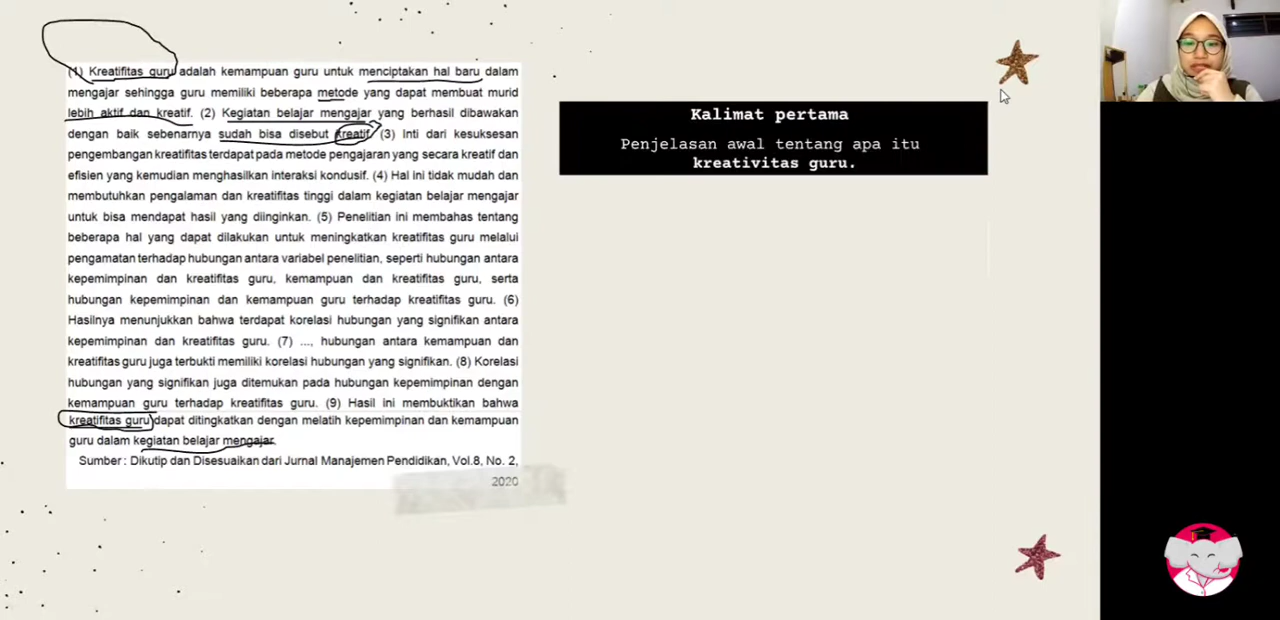 (1) Kreatifitas guru adalah kemampuan guru untuk menciptakan hal baru dalam
mengajar sehingga guru memiliki beberapa metode yang dapat membuat murid
lebih aktif dan kreatif. (2) Kegiatan belajar mengajar yang berhasil dibawakan
dengan baik sebenarnya sudah bisa disebut kreatif. (3) Inti dari kesuksesan
pengembangan kreatifitas terdapat pada metode pengajaran yang secara kreatif dan
efisien yang kemudian menghasilkan interaksi kondusif. (4) Hal ini tidak mudah dan
membutuhkan pengalaman dan kreatifitas tinggi dalam kegiatan belajar mengajar
untuk bisa mendapat hasil yang diinginkan. (5) Penelitian ini membahas tentang
beberapa hal yang dapat dilakukan untuk meningkatkan kreatifitas guru melalui
pengamatan terhadap hubungan antara variabel penelitian, seperti hubungan antara
kepemimpinan dan kreatifitas guru, kemampuan dan kreatifitas guru, serta
hubungan kepemimpinan dan kemampuan guru terhadap kreatifitas guru. (6)
Hasilnya menunjukkan bahwa terdapat korelasi hubungan yang signifikan antara
kepemimpinan dan kreatifitas guru. (7) ..., hubungan antara kemampuan dan
kreatifitas guru juga terbukti memiliki korelasi hubungan yang signifikan. (8) Korelasi
hubungan yang signifikan juga ditemukan pada hubungan kepemimpinan dengan
kemampuan guru terhadap kreatifitas guru. (9) Hasil ini membuktikan bahwa
kreatifitas guru dapat ditingkatkan dengan melatih kepemimpinan dan kemampuan
guru dalam kegiatan belajar mengajar
Sumber : Dikutip dan Disesuaikan dari Jurnal Manajemen Pendidikan, Vol.8, No. 2,
2020
Kalimat pertama
Penjelasan awal tentang apa itu
kreativitas guru.